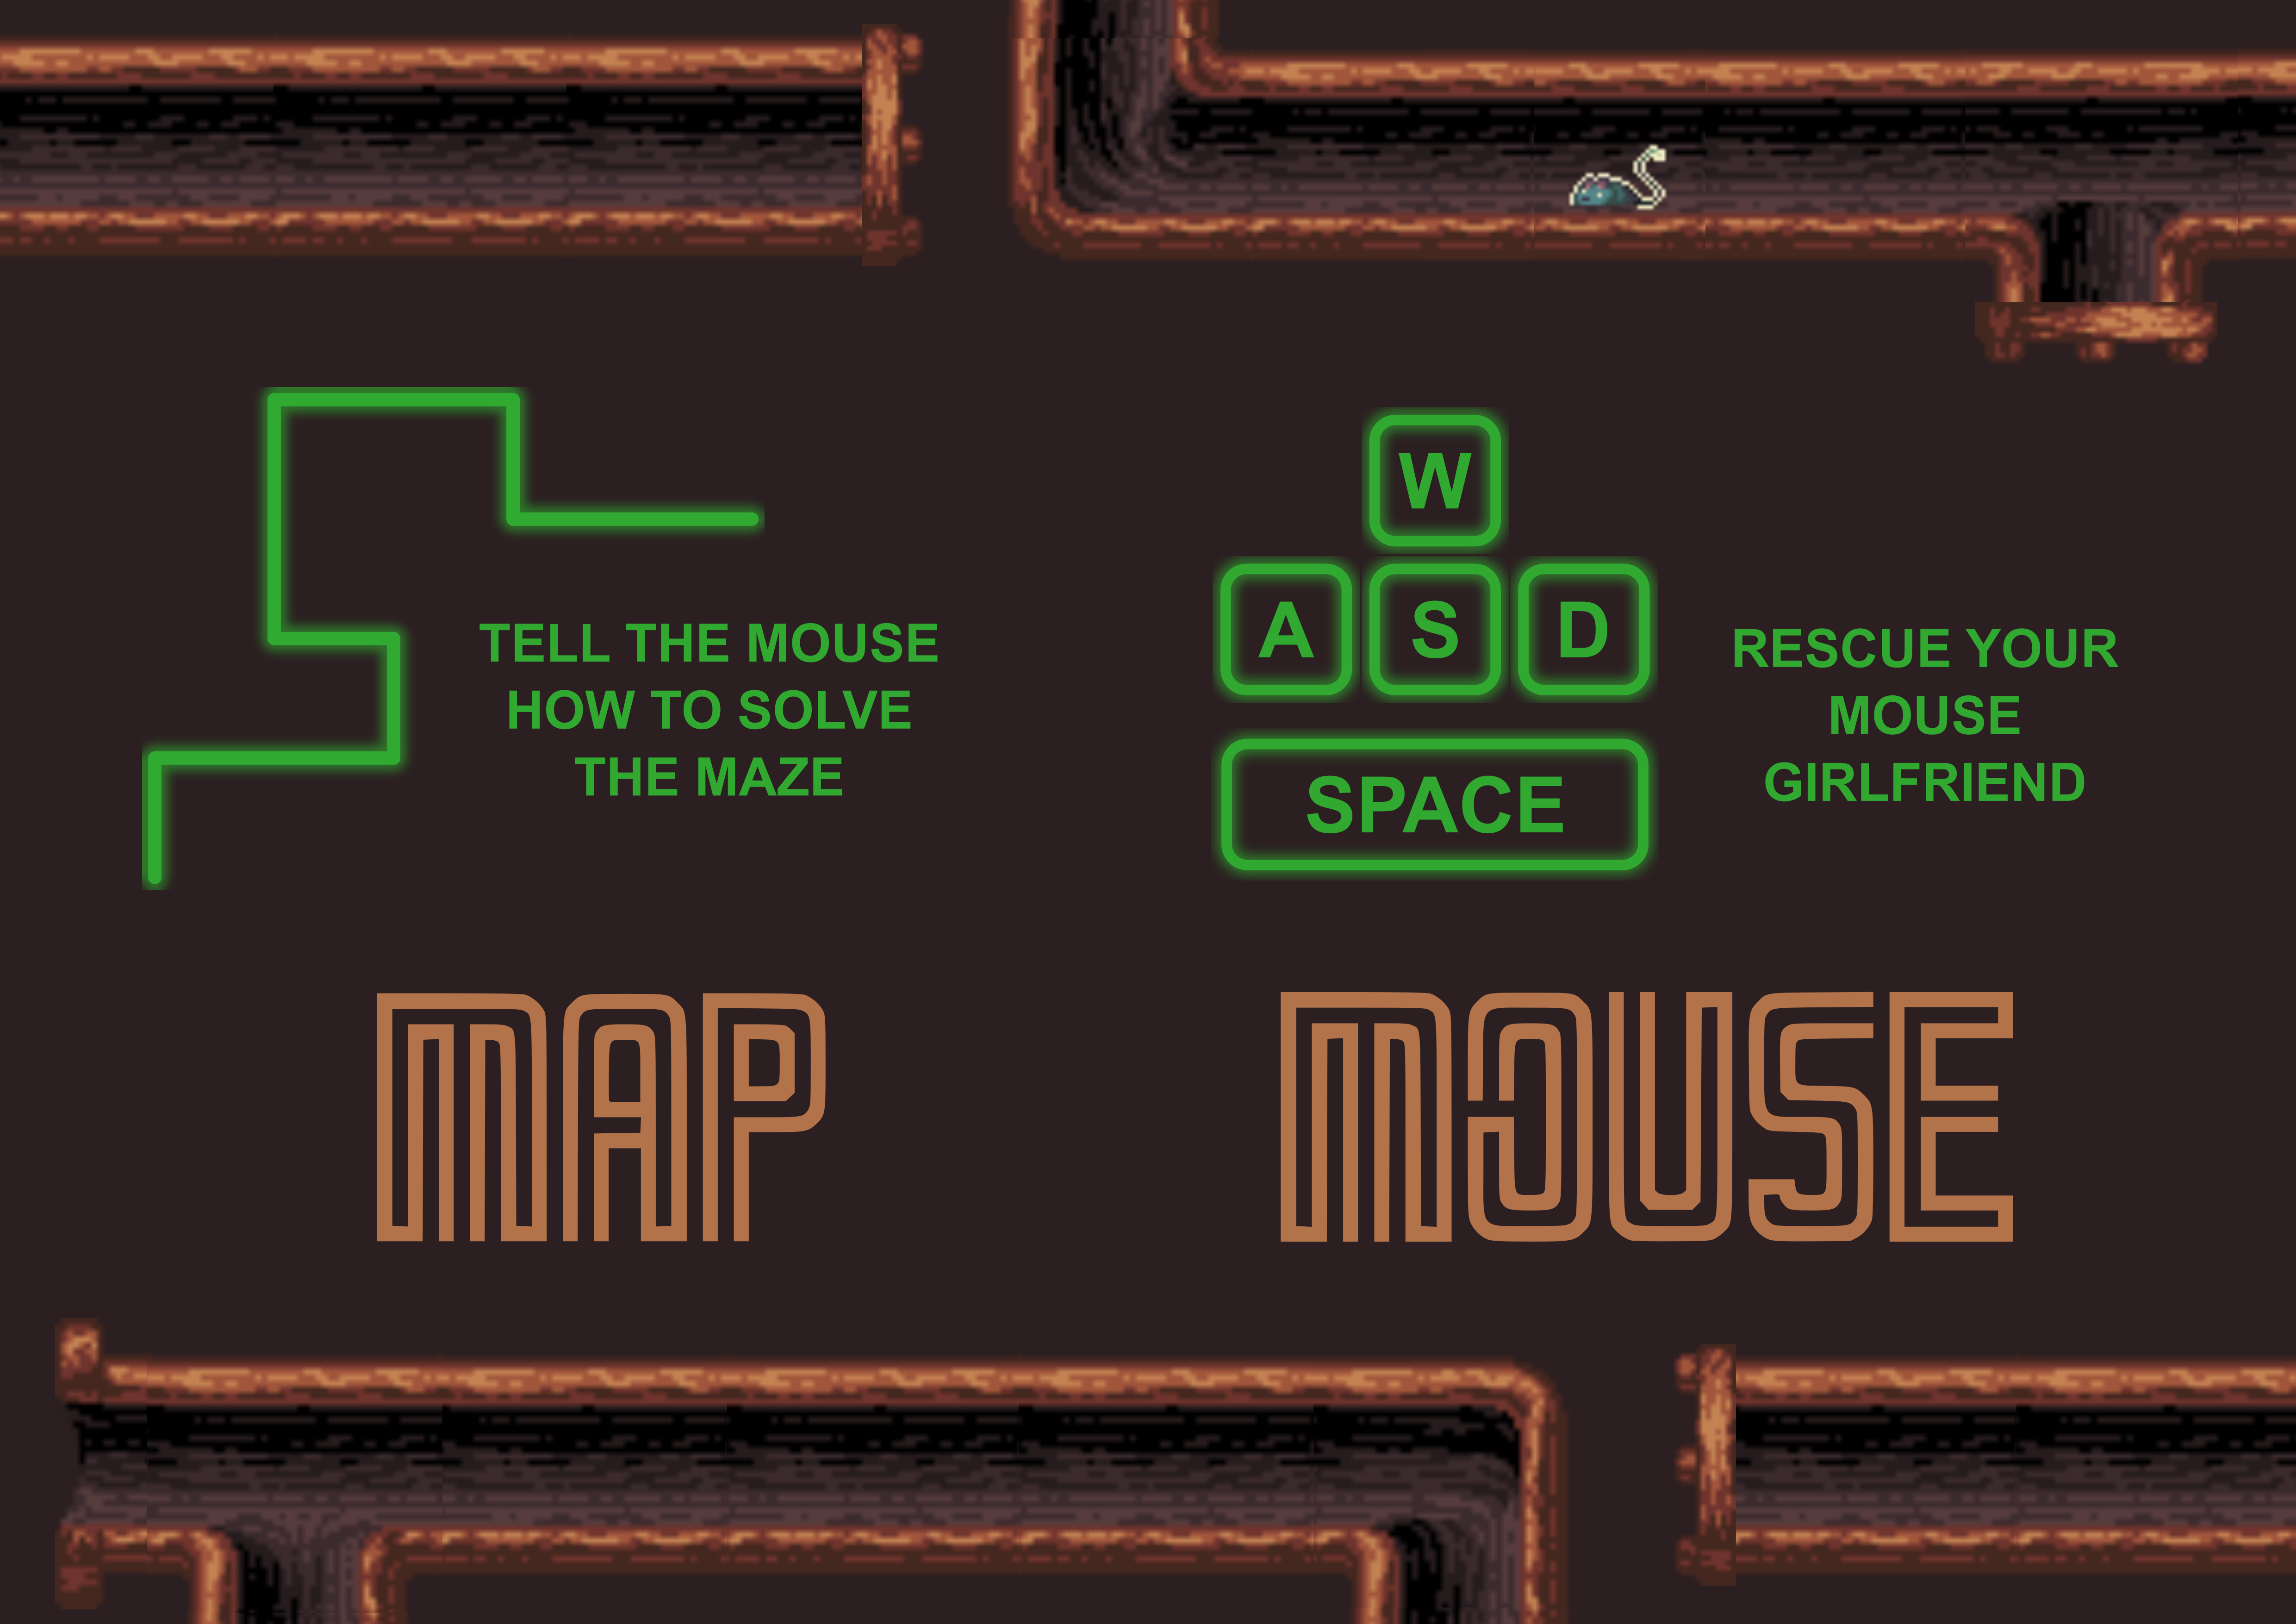 W
A S D
SPACE
TELL THE MOUSE
HOW TO SOLVE
THE MAZE
RESCUE YOUR
MOUSE
GIRLFRIEND
MAP
MOUSE